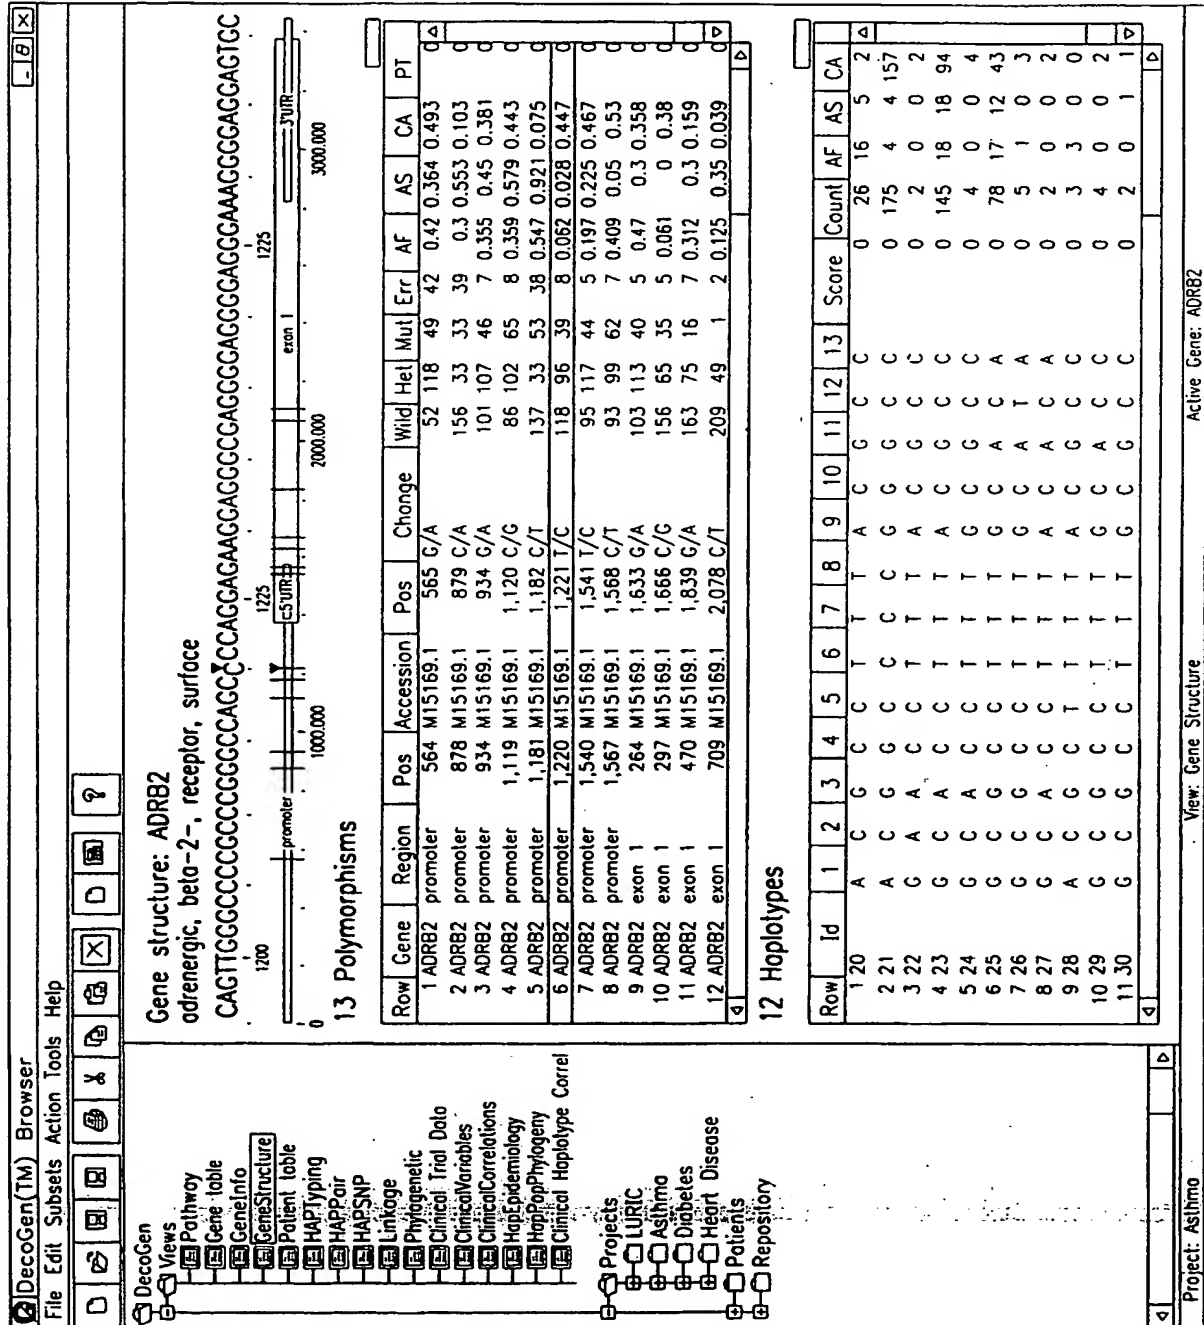 DecoGen(TM) Browser
File Edit Subsets Action Tools Help
DecoGen
Views
Pathway
Gene table
GeneInfo
GeneStructure
Patient table
HAPTyping
HAPPair
HAPSNP
Linkage
Phylogenetic
Clinical Trial Data
ClinicalVariables
ClinicalCorrelations
HapEpidemiology
HapPopPhylogeny
Clinical Haplotype Correl
Projects
LURIC
Asthma
Diabetes
Heart Disease
Patients
Repository
Gene structure: ADRB2
adrenergic, beta-2-, receptor, surface
1200 1225 1225
0 promoter 1000.000 5'UTR 2000.000 exon 1 3000.000 3'UTR
13 Polymorphisms
Row Gene Region Pos Accession Pos Change Wild Het Mut Err AF AS CA PT
1 ADRB2 promoter 564 M15169.1 565 G/A 52 118 49 42 0.42 0.364 0.493 0
2 ADRB2 promoter 878 M15169.1 879 C/A 156 33 33 39 0.3 0.553 0.103 0
3 ADRB2 promoter 934 M15169.1 934 G/A 101 107 46 7 0.355 0.45 0.381 0
4 ADRB2 promoter 1,119 M15169.1 1,120 C/G 86 102 65 8 0.359 0.579 0.443 0
5 ADRB2 promoter 1,181 M15169.1 1,182 C/T 137 33 53 38 0.547 0.921 0.075 0
6 ADRB2 promoter 1,220 M15169.1 1,221 T/C 118 96 39 8 0.062 0.028 0.447 0
7 ADRB2 promoter 1,540 M15169.1 1,541 T/C 95 117 44 5 0.197 0.225 0.467 0
8 ADRB2 promoter 1,567 M15169.1 1,568 C/T 93 99 62 7 0.409 0.05 0.53 0
9 ADRB2 exon 1 264 M15169.1 1,633 G/A 103 113 40 5 0.47 0.3 0.358 0
10 ADRB2 exon 1 297 M15169.1 1,666 C/G 156 65 35 5 0.061 0 0.38 0
11 ADRB2 exon 1 470 M15169.1 1,839 G/A 163 75 16 7 0.312 0.3 0.159 0
12 ADRB2 exon 1 709 M15169.1 2,078 C/T 209 49 1 2 0.125 0.35 0.039 0
12 Haplotypes
Row Id 1 2 3 4 5 6 7 8 9 10 11 12 13 Score Count AF AS CA
1 20 A C G C C T T T A C G C C 0 26 16 5 2
2 21 A C G G C C C C G G G C C 0 175 4 4 157
3 22 G A A C C T T T A C G C C 0 2 0 0 2
4 23 G C A C C T T T A C G C C 0 145 18 18 94
5 24 G C A C C T T T G C G C C 0 4 0 0 4
6 25 G C G C C T T T G C A C A 0 78 17 12 43
7 26 G C G C C T T T G C A T A 0 5 1 0 3
8 27 G C A C C T T T A C A C A 0 2 0 0 2
9 28 A C G C T T T T A C G C C 0 3 3 0 0
10 29 G C G C C T T T G C A C C 0 4 0 0 2
11 30 G C G C C T T T G C G C C 0 2 0 1 1
Project: Asthma View: Gene Structure Active Gene: ADRB2